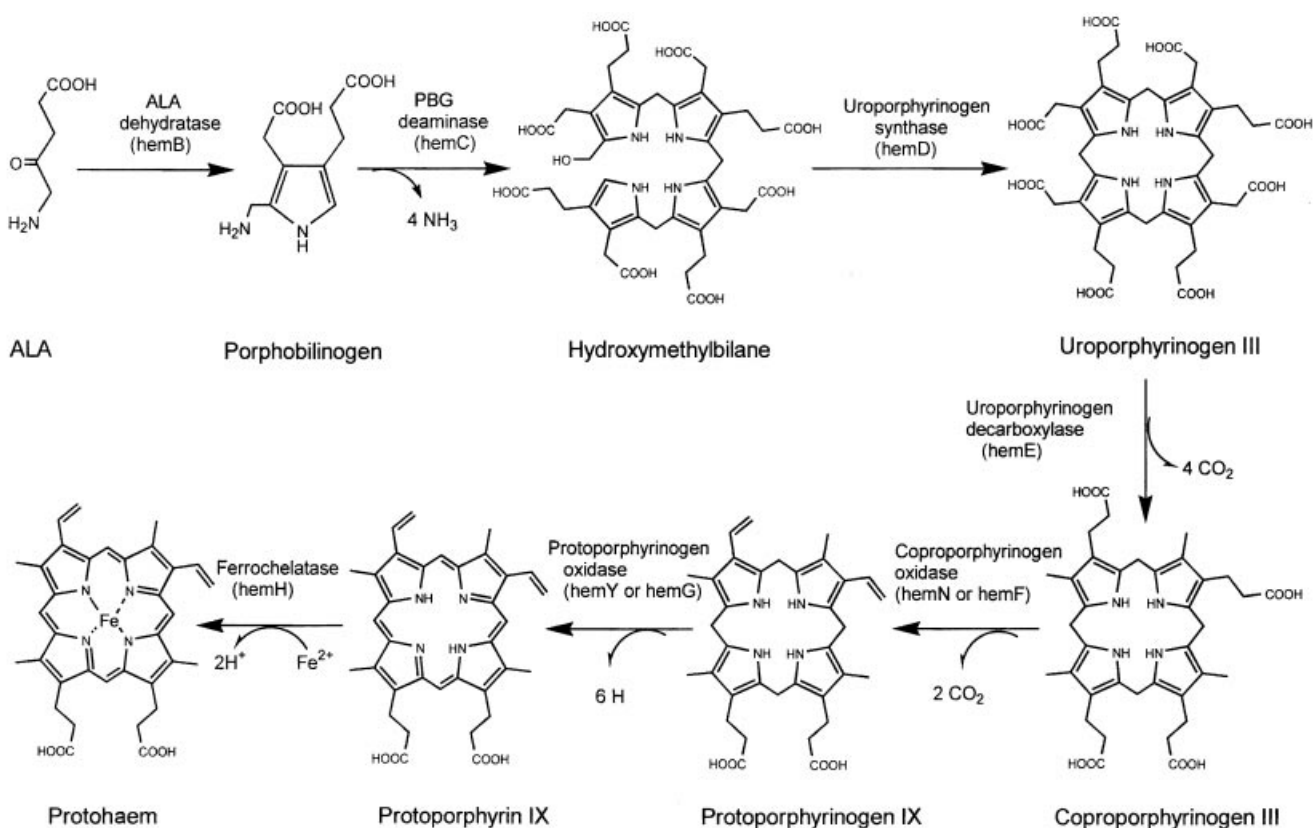 COOH
O
H₂N
ALA
ALA
dehydratase
(hemB)
COOH
COOH
H₂N
N
H
Porphobilinogen
PBG
deaminase
(hemC)
4 NH₃
HOOC
HOOC
HOOC
COOH
HO
NH
HN
HOOC
NH
HN
COOH
COOH
COOH
Hydroxymethylbilane
Uroporphyrinogen
synthase
(hemD)
HOOC
HOOC
HOOC
COOH
NH
HN
HOOC
NH
HN
COOH
HOOC
COOH
Uroporphyrinogen III
Uroporphyrinogen
decarboxylase
(hemE)
4 CO₂
HOOC
COOH
NH
HN
NH
HN
HOOC
COOH
Coproporphyrinogen III
Coproporphyrinogen
oxidase
(hemN or hemF)
2 CO₂
NH
HN
NH
HN
HOOC
COOH
Protoporphyrinogen IX
Protoporphyrinogen
oxidase
(hemY or hemG)
6 H
NH
N
N
HN
HOOC
COOH
Protoporphyrin IX
Ferrochelatase
(hemH)
2H⁺
Fe²⁺
N
N
Fe
N
N
HOOC
COOH
Protohaem